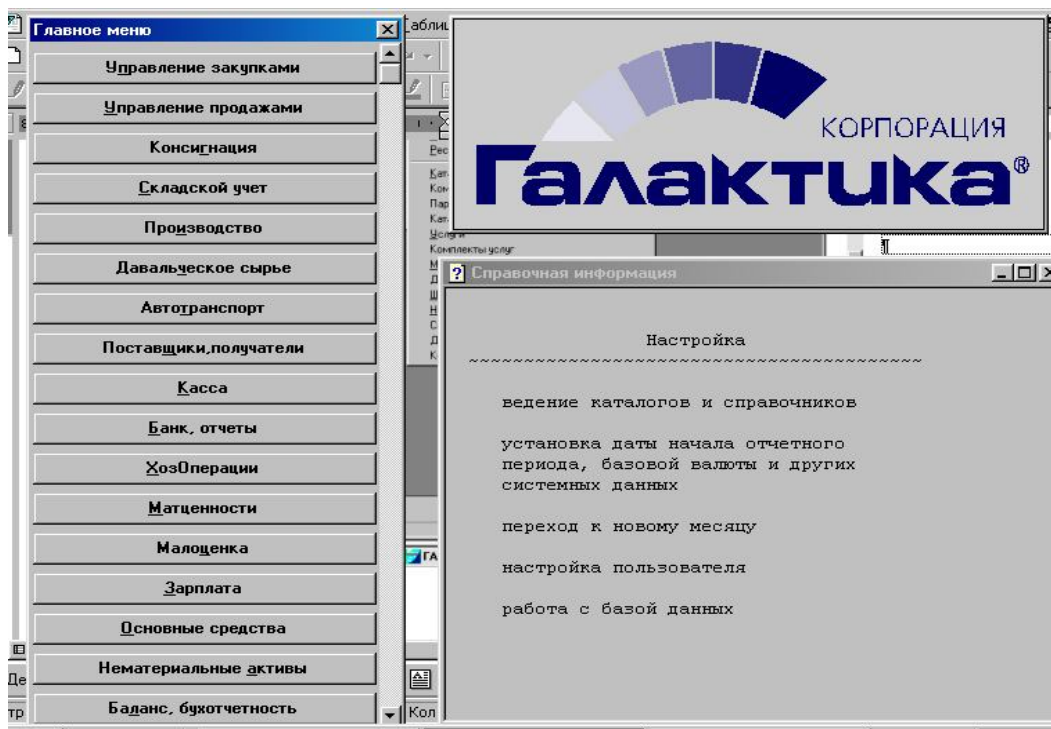 Главное меню
Управление закупками
Управление продажами
Консигнация
Складской учет
Производство
Давальческое сырье
Автотранспорт
Поставщики,получатели
Касса
Банк, отчеты
ХозОперации
Матценности
Малоценка
Зарплата
Основные средства
Нематериальные активы
Баланс, бухотчетность
КОРПОРАЦИЯ
Галактика®
Услуги
Комплекты услуг
Справочная информация
Настройка
~~~~~~~~~~~~~~~~~~~~~~~~~~~~~~~~~~~~~~~~~
ведение каталогов и справочников
установка даты начала отчетного
периода, базовой валюты и других
системных данных
переход к новому месяцу
настройка пользователя
работа с базой данных
ГА
Кол